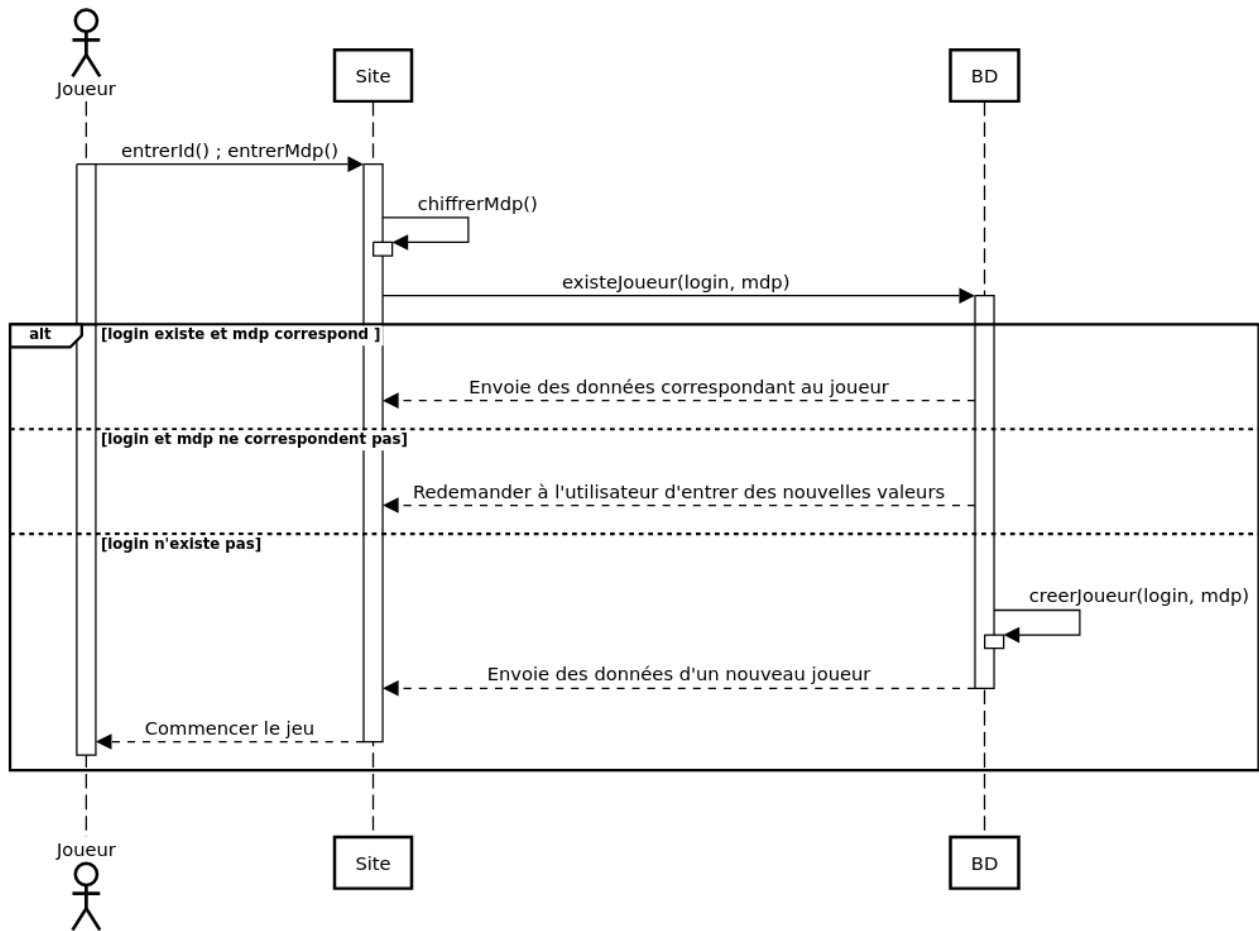 Joueur
Site
BD
entrerId() ; entrerMdp()
chiffrerMdp()
existeJoueur(login, mdp)
alt
[login existe et mdp correspond ]
Envoie des données correspondant au joueur
[login et mdp ne correspondent pas]
Redemander à l'utilisateur d'entrer des nouvelles valeurs
[login n'existe pas]
creerJoueur(login, mdp)
Envoie des données d'un nouveau joueur
Commencer le jeu
Joueur
Site
BD